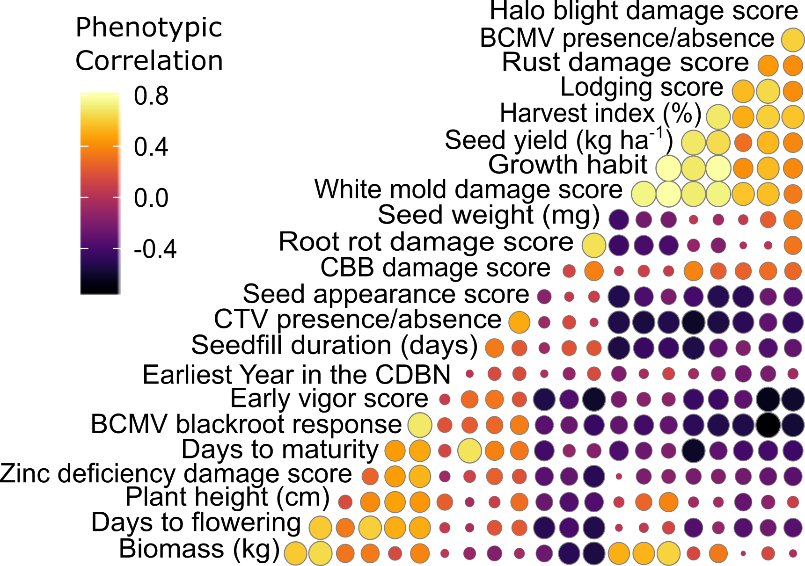 Halo blight damage score
Phenotypic
Correlation
BCMV presence/absence
Rust damage score
0.8
Lodging score
Harvest index (%)
Seed yield (kg ha⁻¹)
0.4
Growth habit
White mold damage score
0.0
Seed weight (mg)
Root rot damage score
-0.4
CBB damage score
Seed appearance score
CTV presence/absence
Seedfill duration (days)
Earliest Year in the CDBN
Early vigor score
BCMV blackroot response
Days to maturity
Zinc deficiency damage score
Plant height (cm)
Days to flowering
Biomass (kg)